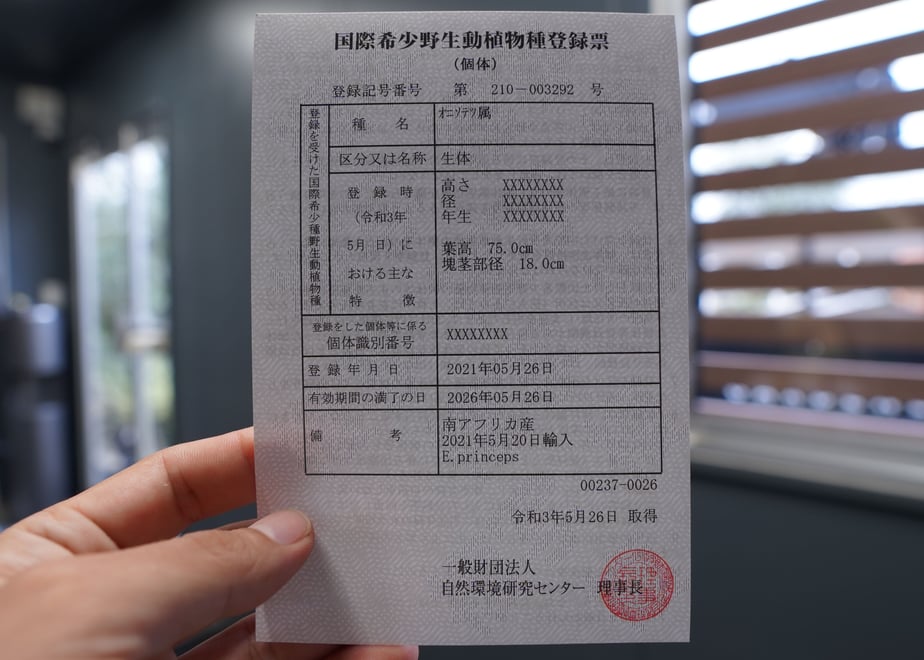 国際希少野生動植物種登録票
(個体)
登録記号番号 第 210-003292 号
登録を受けた国際希少種野生動植物種
種 名 ｵﾆｿﾃﾂ属
区分又は名称 生体
登録時
(令和3年
5月 日)に
おける主な
特 徴
高さ XXXXXXXX
径 XXXXXXXX
年生 XXXXXXXX
葉高 75.0cm
塊茎部径 18.0cm
登録をした個体等に係る
個体識別番号 XXXXXXXX
登録年月日 2021年05月26日
有効期間の満了の日 2026年05月26日
備 考
南アフリカ産
2021年5月20日輸入
E.princeps
00237-0026
令和3年5月26日 取得
一般財団法人
自然環境研究センター 理事長